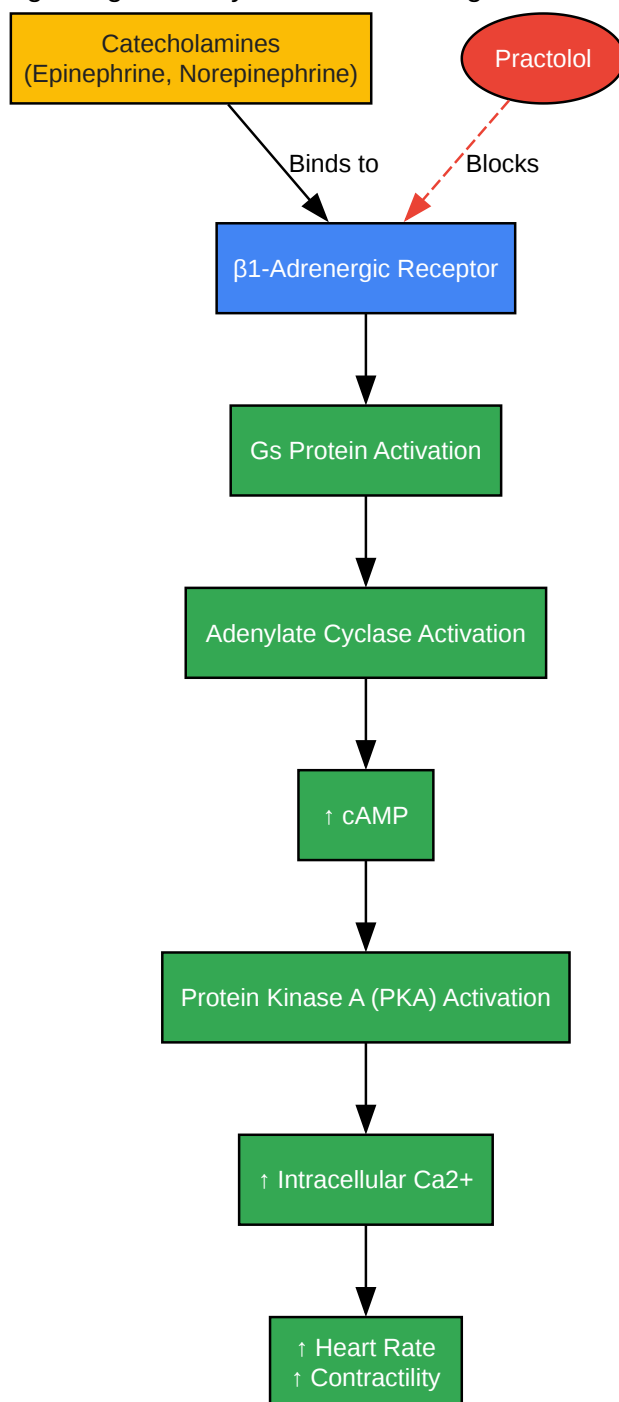 Catecholamines
(Epinephrine, Norepinephrine)
Practolol
Binds to
Blocks
β1-Adrenergic Receptor
Gs Protein Activation
Adenylate Cyclase Activation
↑ cAMP
Protein Kinase A (PKA) Activation
↑ Intracellular Ca2+
↑ Heart Rate
↑ Contractility